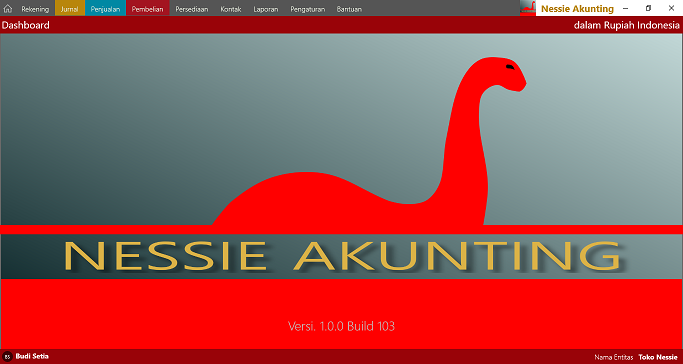 Rekening Jurnal Penjualan Pembelian Persediaan Kontak Laporan Pengaturan Bantuan Nessie Akunting
Dashboard dalam Rupiah Indonesia
NESSIE AKUNTING
Versi. 1.0.0 Build 103
BS Budi Setia Nama Entitas Toko Nessie